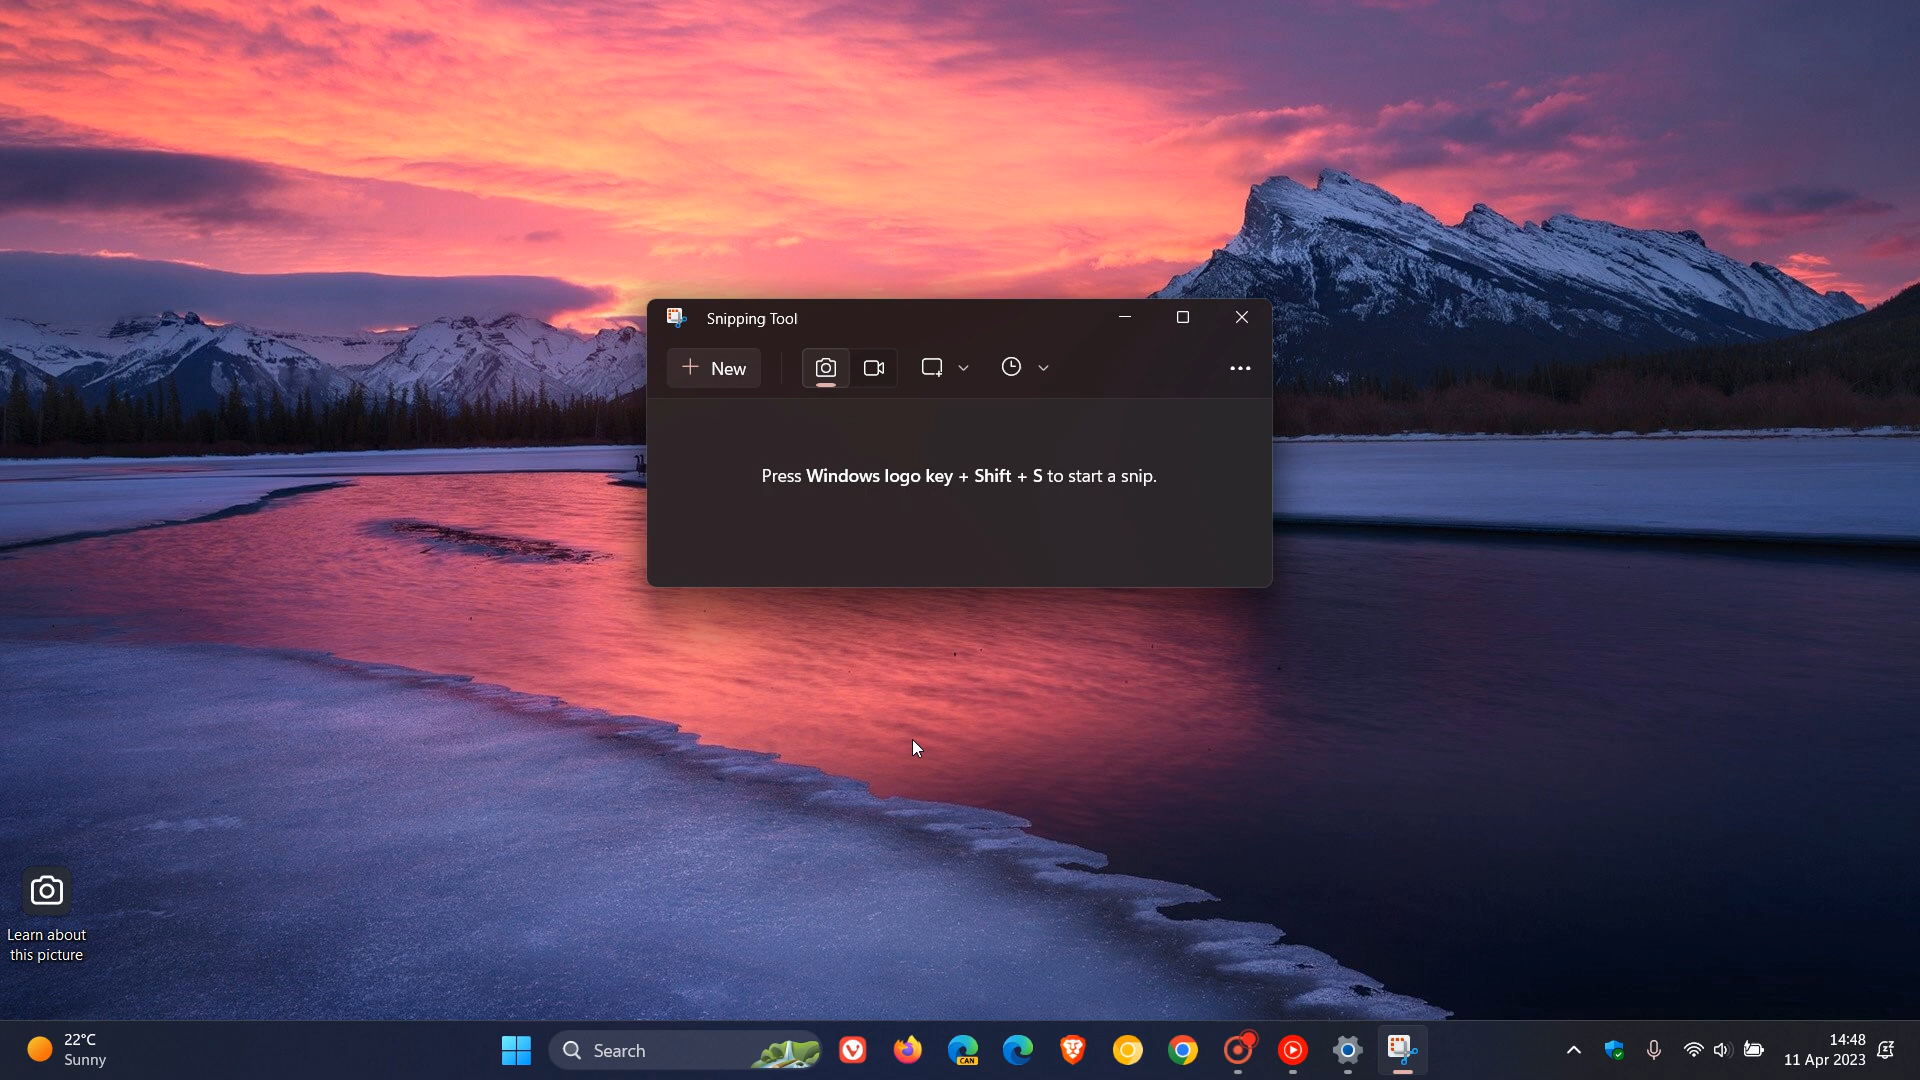 Snipping Tool
New
Press Windows logo key + Shift + S to start a snip.
Learn about
this picture
22°C
Sunny
Search
CAN
14:48
11 Apr 2023